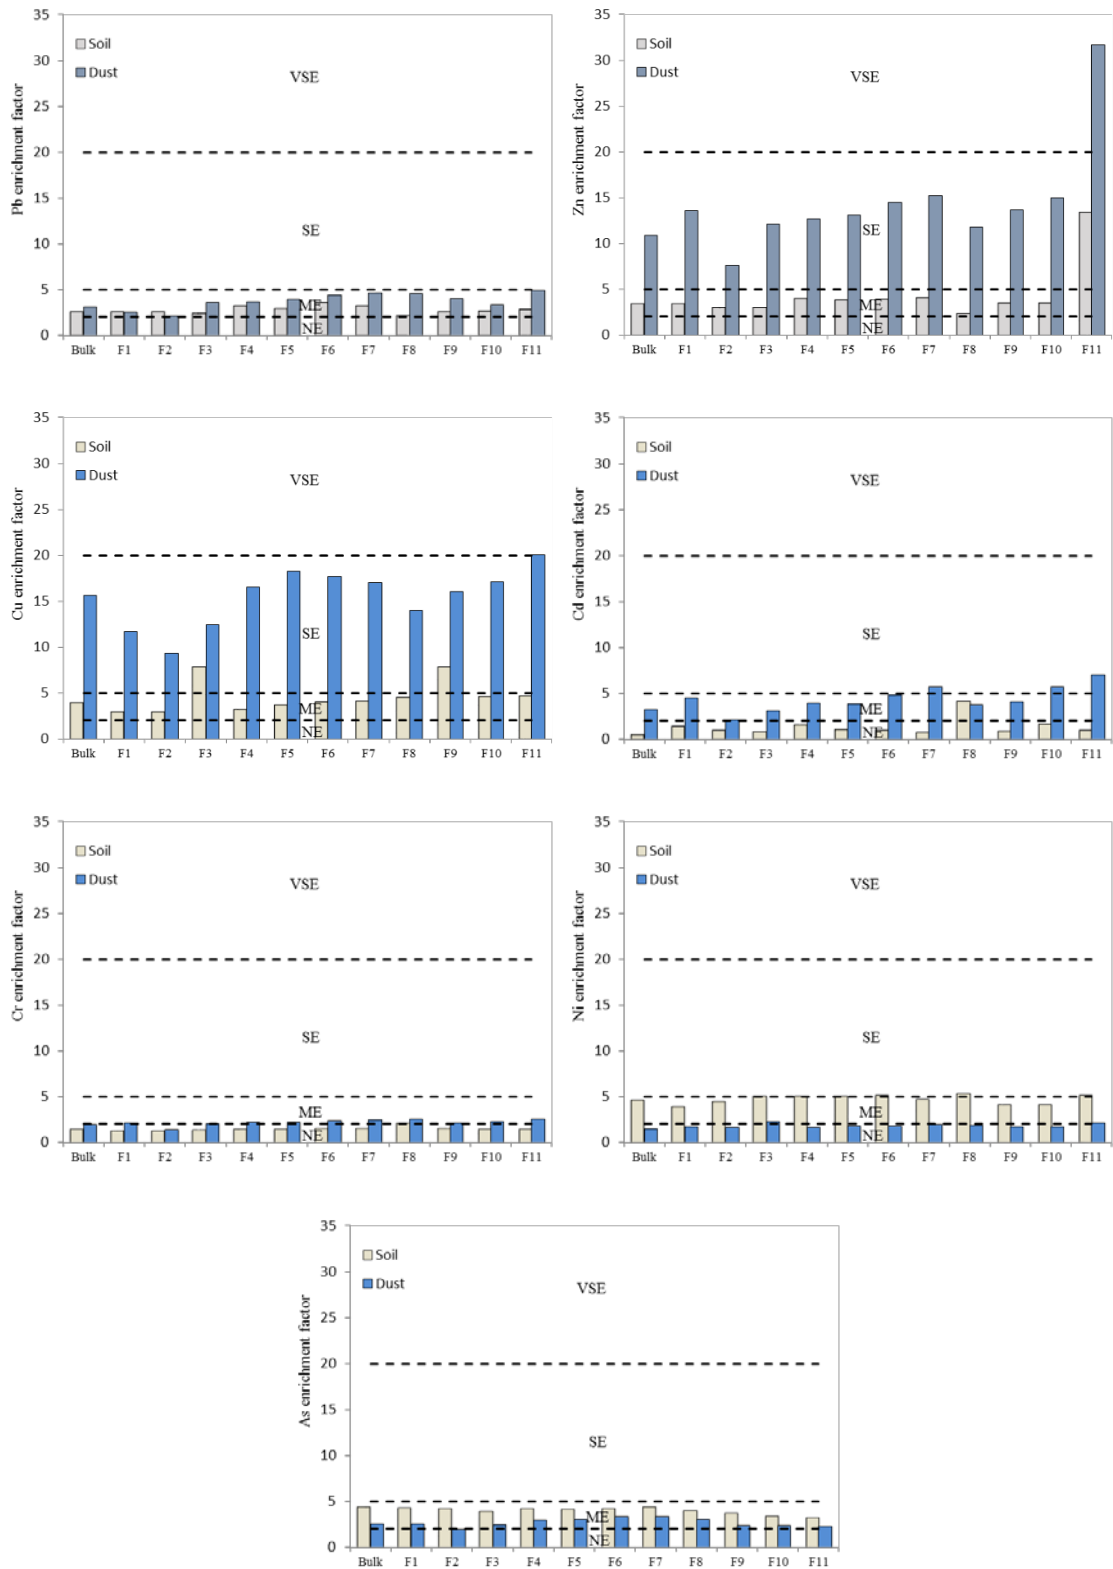 35
30
25
20
15
10
5
0
Pb enrichment factor
Soil
Dust
VSE
SE
ME
NE
Bulk F1 F2 F3 F4 F5 F6 F7 F8 F9 F10 F11
35
30
25
20
15
10
5
0
Zn enrichment factor
Soil
Dust
VSE
SE
ME
NE
Bulk F1 F2 F3 F4 F5 F6 F7 F8 F9 F10 F11
35
30
25
20
15
10
5
0
Cu enrichment factor
Soil
Dust
VSE
SE
ME
NE
Bulk F1 F2 F3 F4 F5 F6 F7 F8 F9 F10 F11
35
30
25
20
15
10
5
0
Cd enrichment factor
Soil
Dust
VSE
SE
ME
NE
Bulk F1 F2 F3 F4 F5 F6 F7 F8 F9 F10 F11
35
30
25
20
15
10
5
0
Cr enrichment factor
Soil
Dust
VSE
SE
ME
NE
Bulk F1 F2 F3 F4 F5 F6 F7 F8 F9 F10 F11
35
30
25
20
15
10
5
0
Ni enrichment factor
Soil
Dust
VSE
SE
ME
NE
Bulk F1 F2 F3 F4 F5 F6 F7 F8 F9 F10 F11
35
30
25
20
15
10
5
0
As enrichment factor
Soil
Dust
VSE
SE
ME
NE
Bulk F1 F2 F3 F4 F5 F6 F7 F8 F9 F10 F11